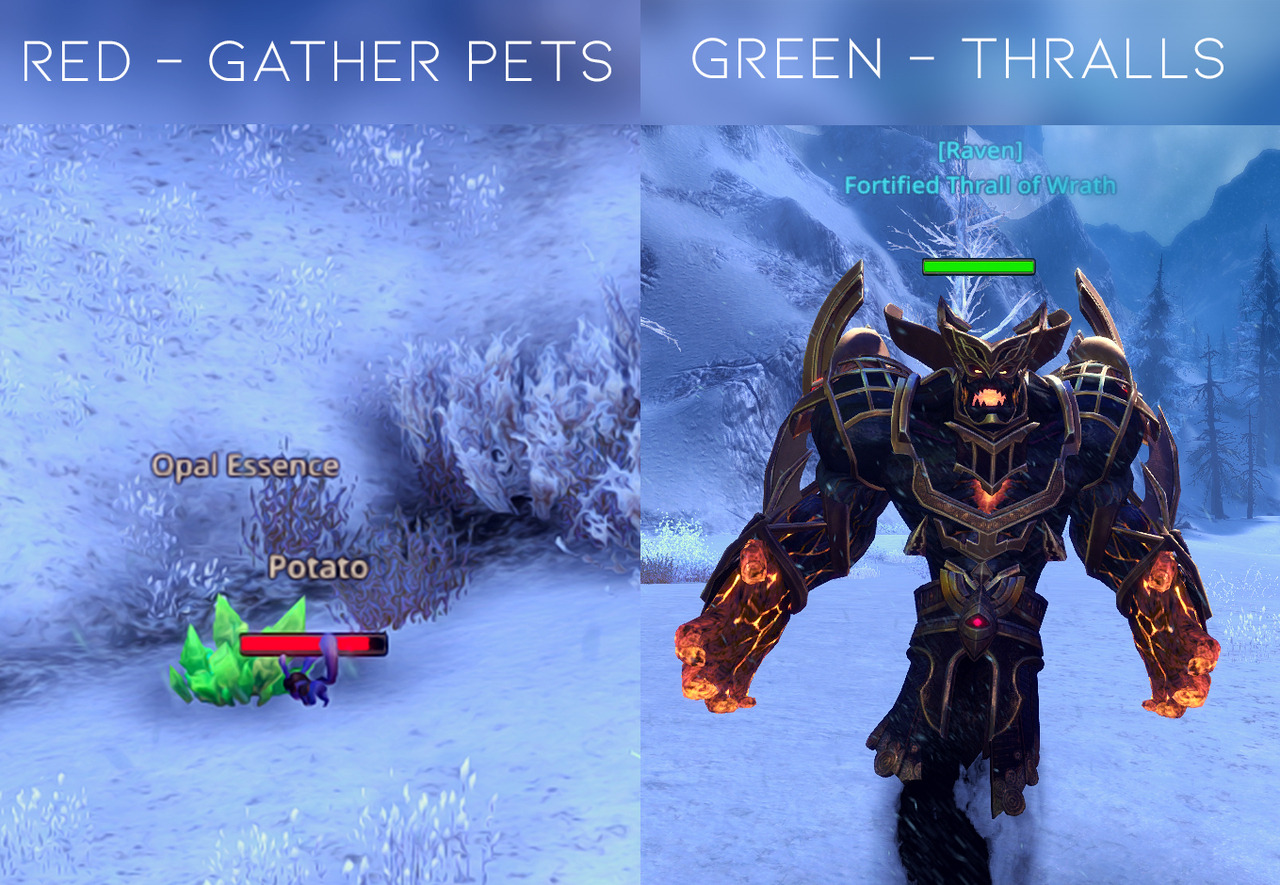 RED - GATHER PETS
GREEN - THRALLS
Opal Essence
Potato
[Raven]
Fortified Thrall of Wrath